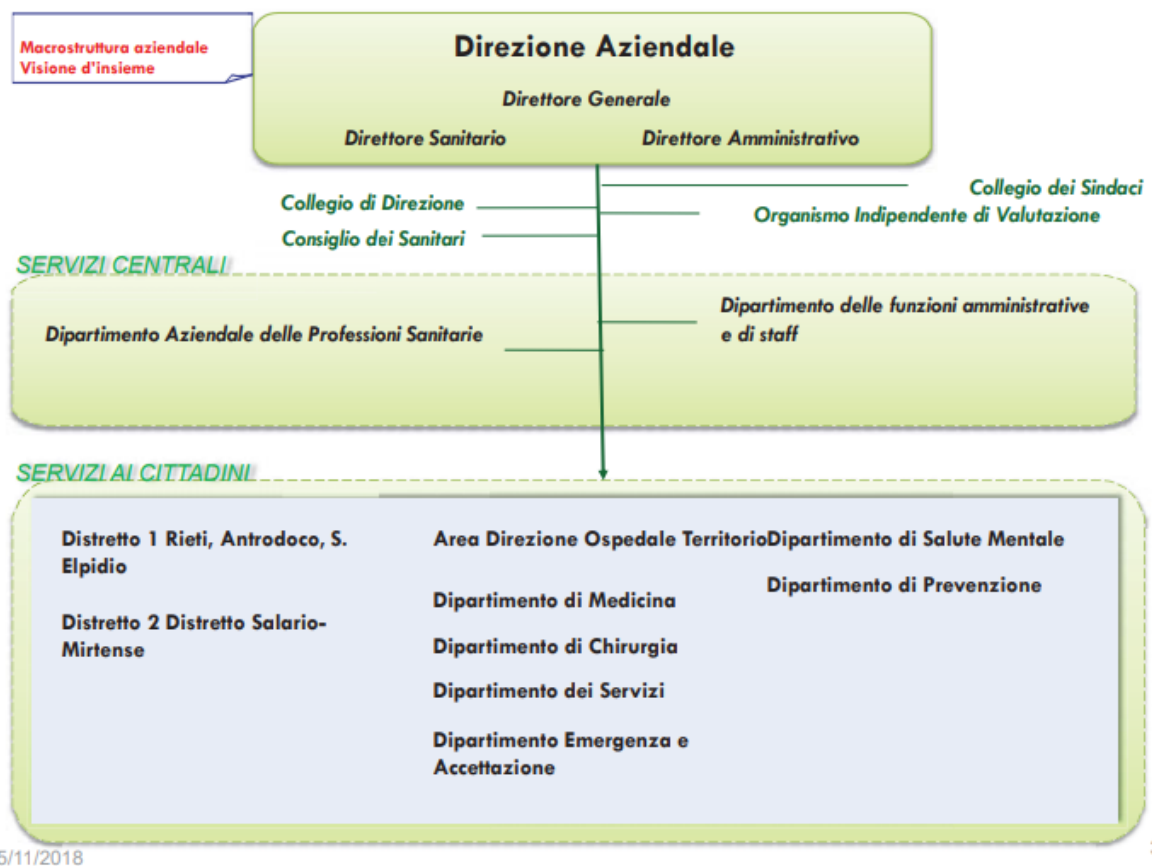 Macrostruttura aziendale
Visione d'insieme
Direzione Aziendale
Direttore Generale
Direttore Sanitario
Direttore Amministrativo
Collegio dei Sindaci
Collegio di Direzione
Organismo Indipendente di Valutazione
Consiglio dei Sanitari
SERVIZI CENTRALI
Dipartimento Aziendale delle Professioni Sanitarie
Dipartimento delle funzioni amministrative
e di staff
SERVIZI AI CITTADINI
Distretto 1 Rieti, Antrodoco, S.
Elpidio
Distretto 2 Distretto Salario-
Mirtense
Area Direzione Ospedale Territorio
Dipartimento di Medicina
Dipartimento di Chirurgia
Dipartimento dei Servizi
Dipartimento Emergenza e
Accettazione
Dipartimento di Salute Mentale
Dipartimento di Prevenzione
5/11/2018